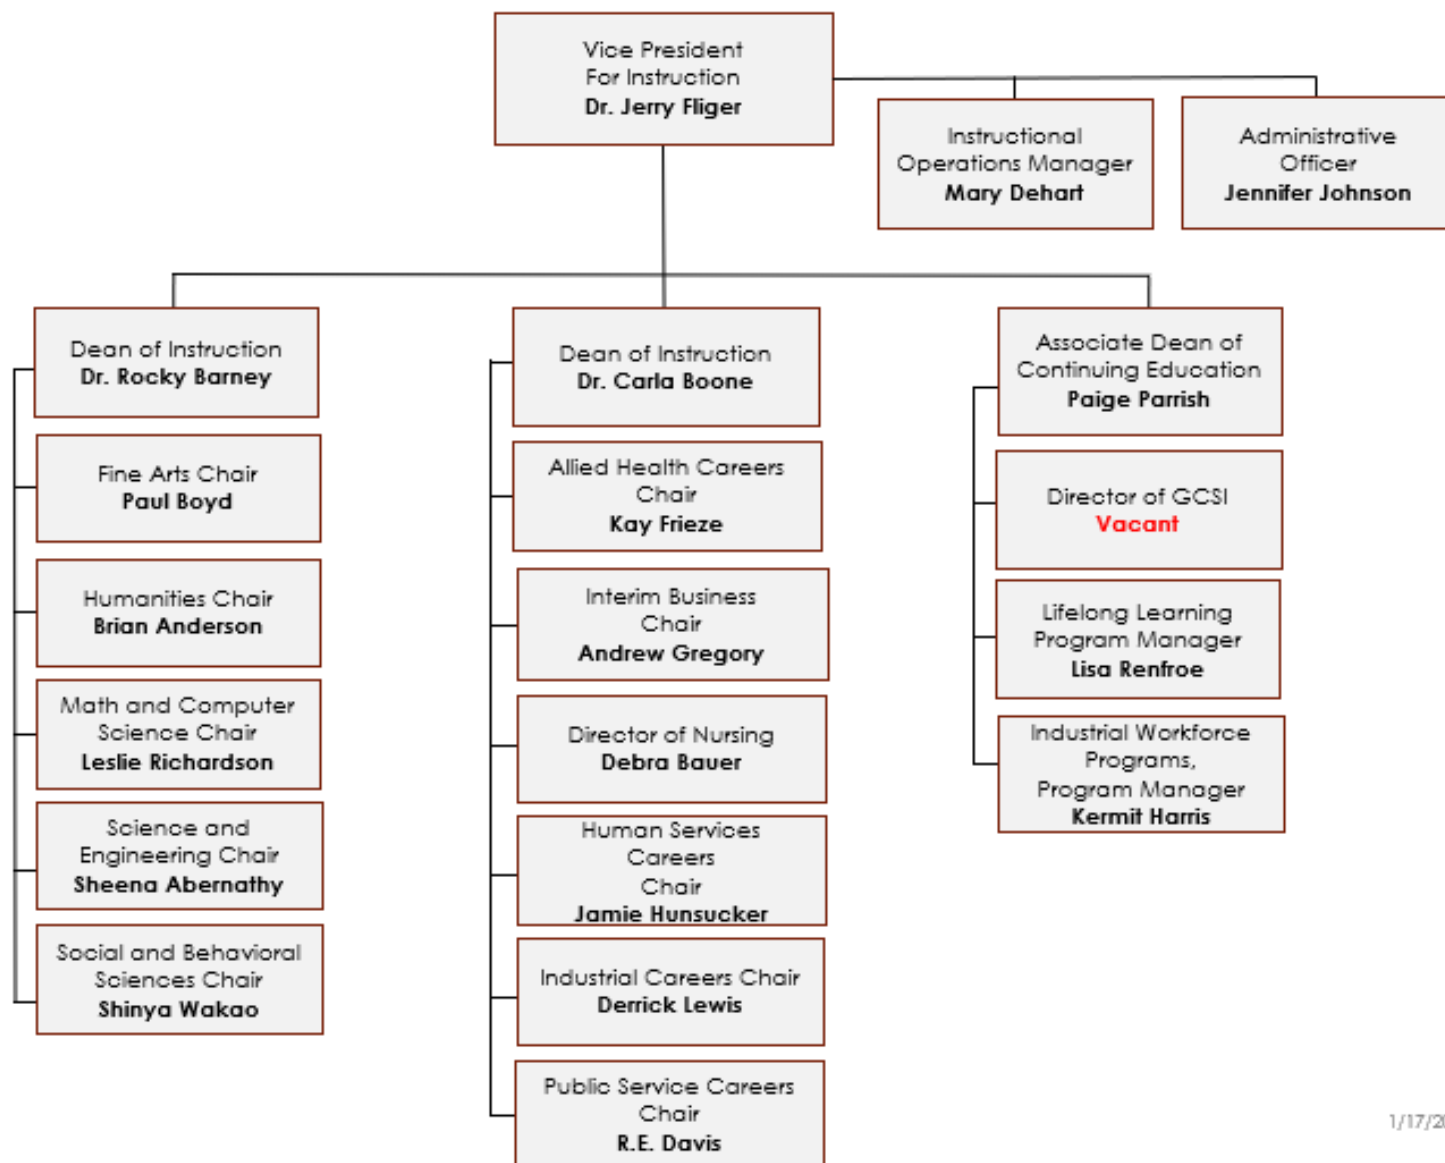 Vice President
For Instruction
Dr. Jerry Fliger
Instructional
Operations Manager
Mary Dehart
Administrative
Officer
Jennifer Johnson
Dean of Instruction
Dr. Rocky Barney
Fine Arts Chair
Paul Boyd
Humanities Chair
Brian Anderson
Math and Computer
Science Chair
Leslie Richardson
Science and
Engineering Chair
Sheena Abernathy
Social and Behavioral
Sciences Chair
Shinya Wakao
Dean of Instruction
Dr. Carla Boone
Allied Health Careers
Chair
Kay Frieze
Interim Business
Chair
Andrew Gregory
Director of Nursing
Debra Bauer
Human Services
Careers
Chair
Jamie Hunsucker
Industrial Careers Chair
Derrick Lewis
Public Service Careers
Chair
R.E. Davis
Associate Dean of
Continuing Education
Paige Parrish
Director of GCSI
Vacant
Lifelong Learning
Program Manager
Lisa Renfroe
Industrial Workforce
Programs,
Program Manager
Kermit Harris